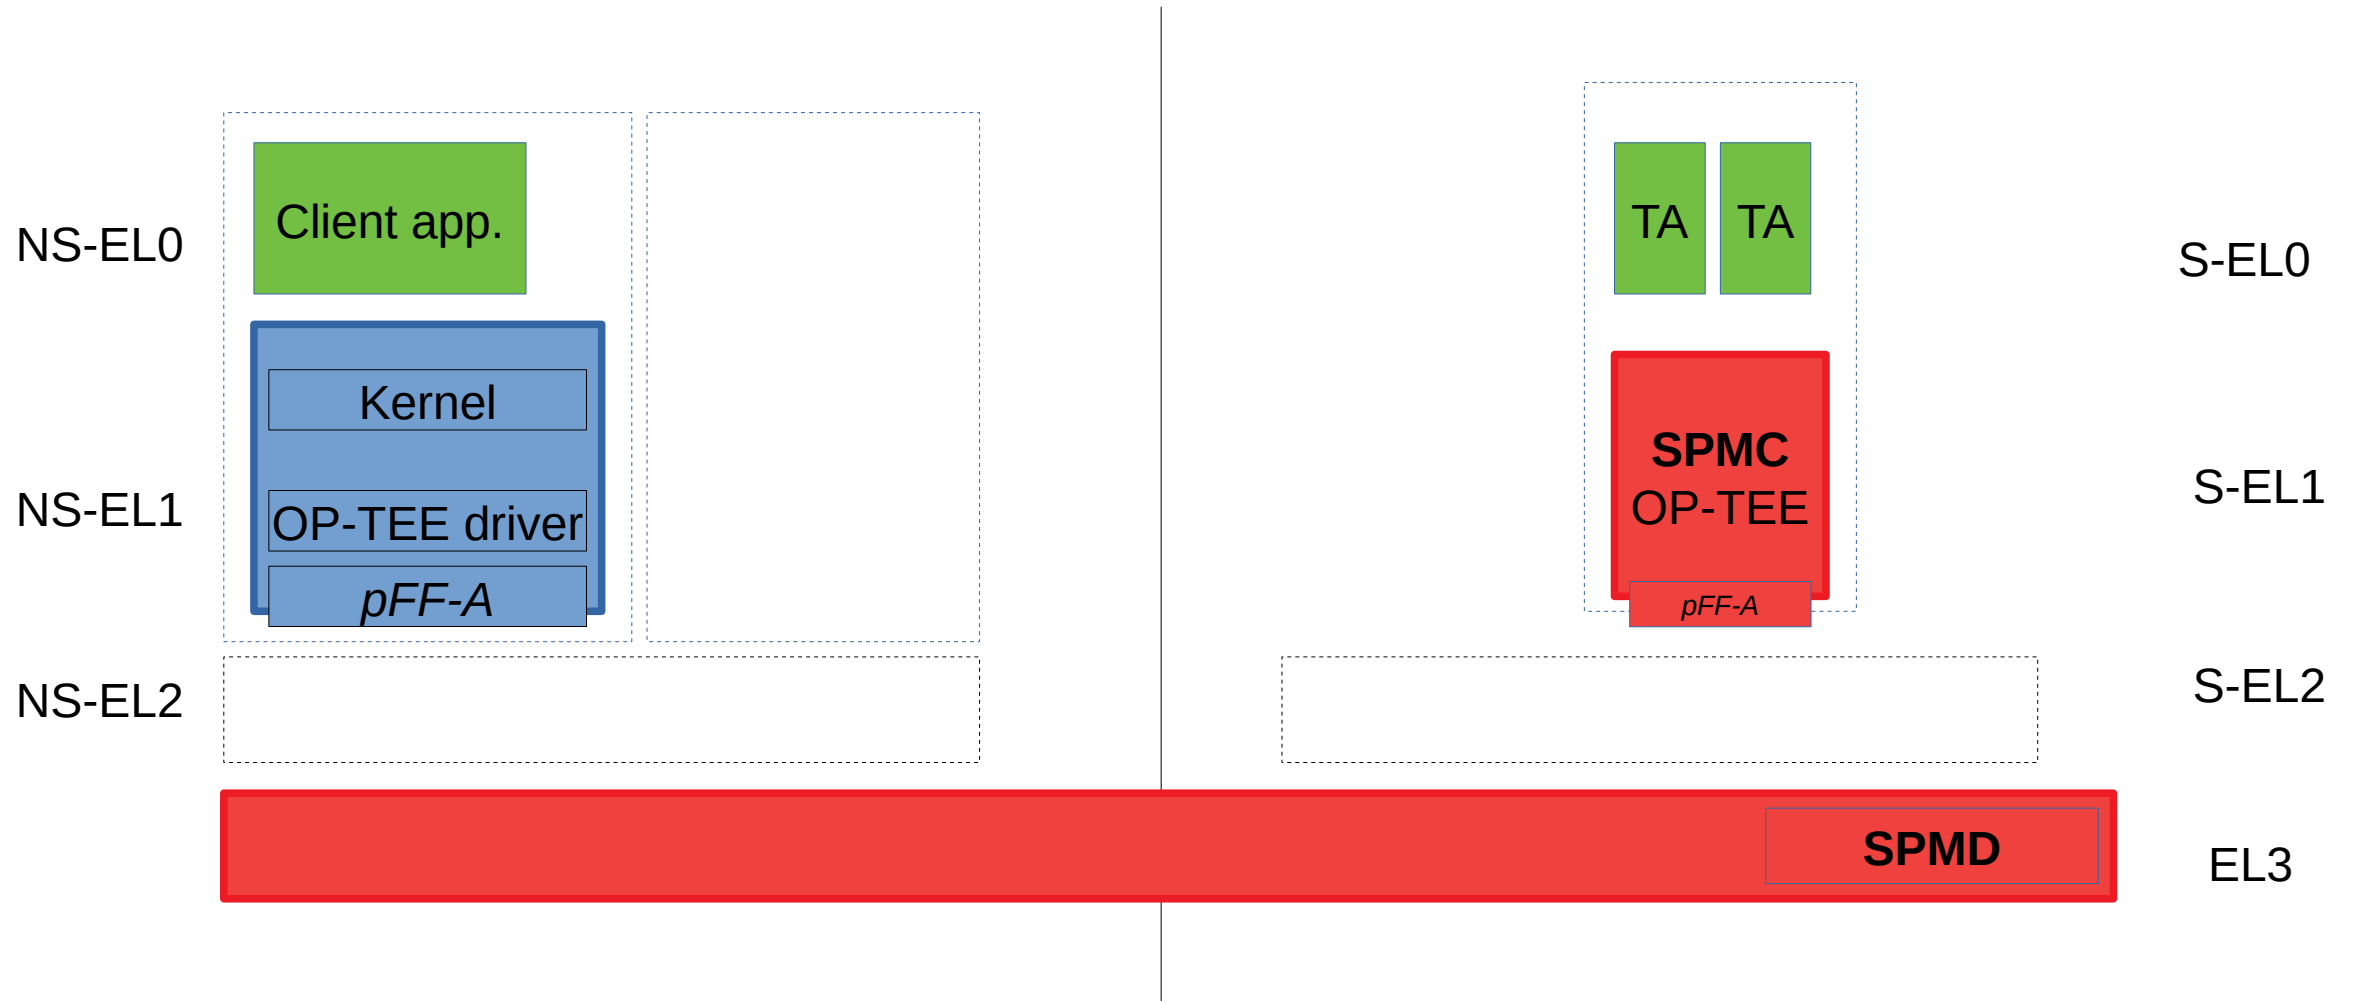 Client app.
TA
TA
NS-EL0
S-EL0
Kernel
SPMC
OP-TEE
S-EL1
NS-EL1
OP-TEE driver
pFF-A
pFF-A
NS-EL2
S-EL2
SPMD
EL3